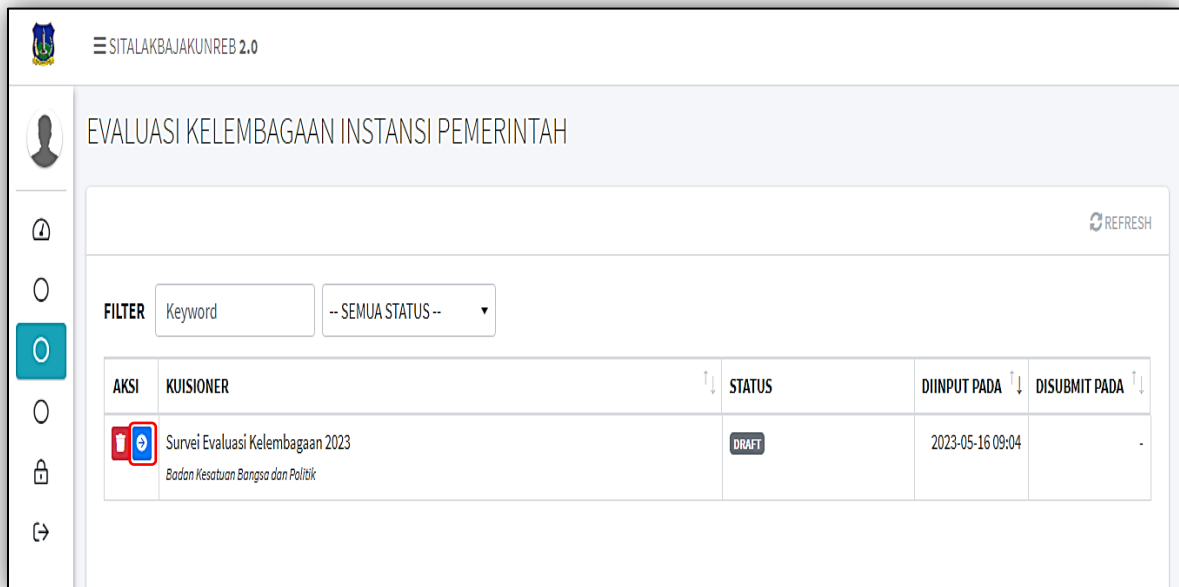 SITALAKBAJAKUNREB 2.0
EVALUASI KELEMBAGAAN INSTANSI PEMERINTAH
REFRESH
FILTER Keyword -- SEMUA STATUS --
AKSI KUISIONER STATUS DIINPUT PADA DISUBMIT PADA
Survei Evaluasi Kelembagaan 2023 DRAFT 2023-05-16 09:04 -
Badan Kesatuan Bangsa dan Politik